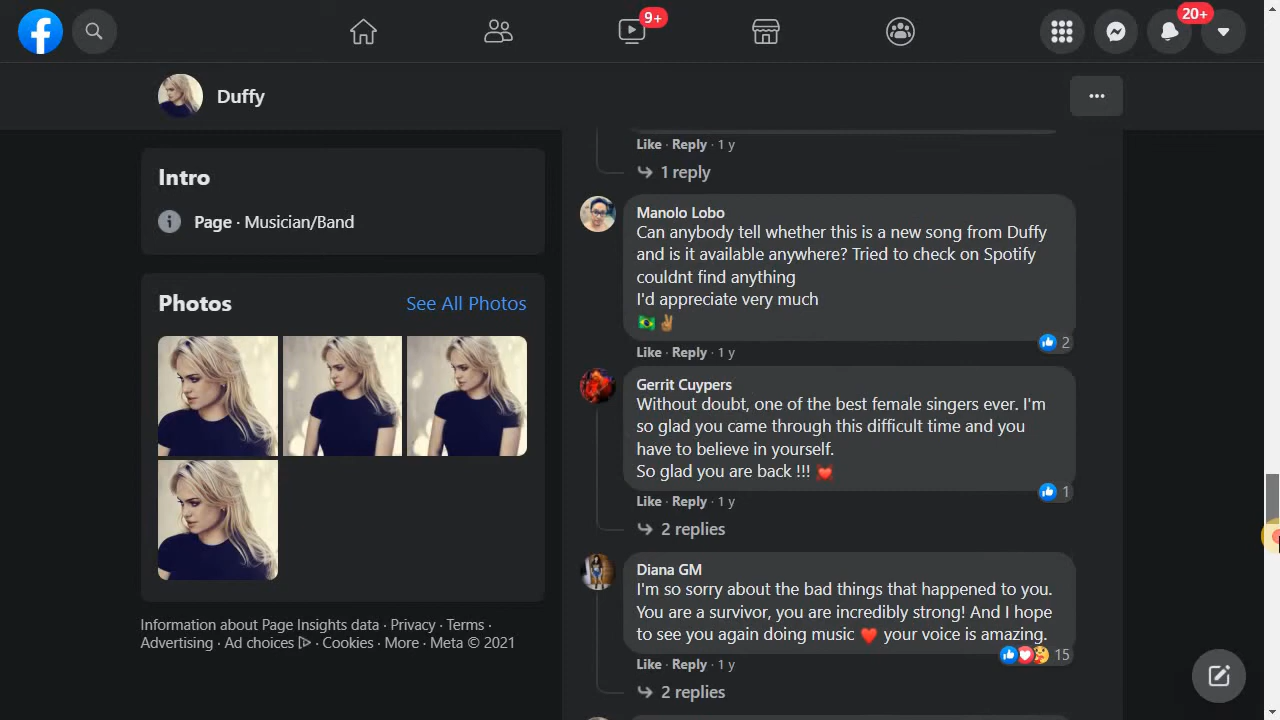 9+
20+
Duffy
Intro
Page · Musician/Band
Photos
See All Photos
Information about Page Insights data · Privacy · Terms ·
Advertising · Ad choices · Cookies · More · Meta © 2021
Like · Reply · 1 y
1 reply
Manolo Lobo
Can anybody tell whether this is a new song from Duffy
and is it available anywhere? Tried to check on Spotify
couldnt find anything
I'd appreciate very much
🇧🇷✌🏽
2
Like · Reply · 1 y
Gerrit Cuypers
Without doubt, one of the best female singers ever. I'm
so glad you came through this difficult time and you
have to believe in yourself.
So glad you are back !!! 💓
1
Like · Reply · 1 y
2 replies
Diana GM
I'm so sorry about the bad things that happened to you.
You are a survivor, you are incredibly strong! And I hope
to see you again doing music ❤️ your voice is amazing.
15
Like · Reply · 1 y
2 replies